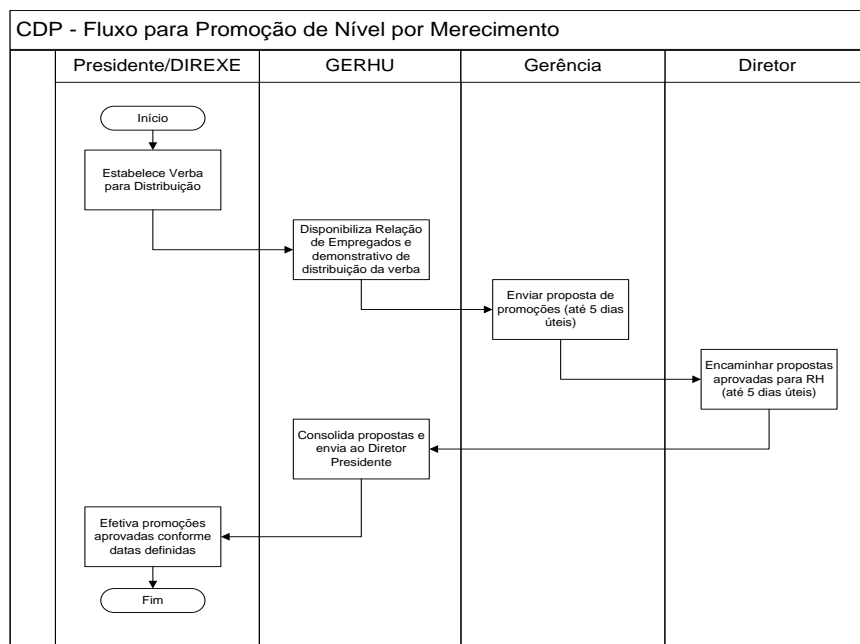 CDP - Fluxo para Promoção de Nível por Merecimento
Presidente/DIREXE
GERHU
Gerência
Diretor
Início
Estabelece Verba
para Distribuição
Disponibiliza Relação
de Empregados e
demonstrativo de
distribuição da verba
Enviar proposta de
promoções (até 5 dias
úteis)
Encaminhar propostas
aprovadas para RH
(até 5 dias úteis)
Consolida propostas e
envia ao Diretor
Presidente
Efetiva promoções
aprovadas conforme
datas definidas
Fim